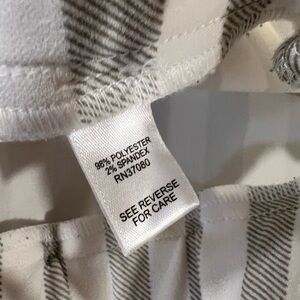 98% POLYESTER
2% SPANDEX
RN37080
SEE REVERSE
FOR CARE